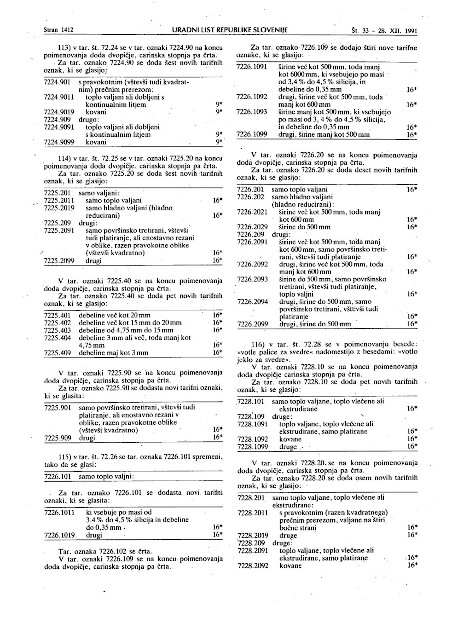 Stran 1412 URADNI LIST REPUBLIKE SLOVENIJE Št. 33 – 28. XII. 1991
113) v tar. št. 72.24 se v tar. oznaki 7224.90 na koncu
poimenovanja doda dvopičje, carinska stopnja pa črta.
Za tar. oznako 7224.90 se doda šest novih tarifnih
oznak, ki se glasijo:
7224.901 s pravokotnim (vštevši tudi kvadrat-
nim) prečnim prerezom:
7224.9011 toplo valjani ali dobljeni s
kontinualnim litjem 9*
7224.9019 kovani 9*
7224.909 drugo:
7224.9091 toplo valjani ali dobljeni
s kontinualnim litjem 9*
7224.9099 kovani 9*
114) v tar. št. 72.25 se v tar. oznaki 7225.20 na koncu
poimenovanja doda dvopičje, carinska stopnja pa črta.
Za tar. oznako 7225.20 se doda šest novih tarifnih
oznak, ki se glasijo:
7225.201 samo valjani:
7225.2011 samo toplo valjani 16*
7225.2019 samo hladno valjani (hladno
reducirani) 16*
7225.209 drugi:
7225.2091 samo površinsko tretirani, vštevši
tudi platiranje, ali enostavno rezani
v oblike, razen pravokotne oblike
(vštevši kvadratno) 16*
7225.2099 drugi 16*
V tar. oznaki 7225.40 se na koncu poimenovanja
doda dvopičje, carinska stopnja pa črta.
Za tar. oznako 7225.40 se doda pet novih tarifnih
oznak, ki se glasijo:
7225.401 debeline več kot 20 mm 16*
7225.402 debeline več kot 15 mm do 20 mm 16*
7225.403 debeline od 4,75 mm do 15 mm 16*
7225.404 debeline 3 mm ali več, toda manj kot
4,75 mm 16*
7225.409 debeline maj kot 3 mm 16*
V tar. oznaki 7225.90 se na koncu poimenovanja
doda dvopičje, carinska stopnja pa črta.
Za tar. oznako 7225.90 se dodasta novi tarifni oznaki,
ki se glasita:
7225.901 samo površinsko tretirani, vštevši tudi
platiranje, ali enostavno rezani v
oblike, razen pravokotne oblike
(vštevši kvadratno) 16*
7225.909 drugi 16*
115) v tar. št. 72.26 se tar. oznaka 7226.101 spremeni,
tako da se glasi:
7226.101 samo toplo valjni:
Za tar. oznako 7226.101 se dodasta novi tarifni
oznaki, ki se glasita:
7226.1011 ki vsebuje po masi od
3,4 % do 4,5 % silicija in debeline
do 0,35 mm 16*
7226.1019 drugi 16*
Tar. oznaka 7226.102 se črta.
V tar. oznaki 7226.109 se na koncu poimenovanja
doda dvopičje, carinska stopnja pa črta.
Za tar. oznako 7226.109 se dodajo štiri nove tarifne
oznake, ki se glasijo:
7226.1091 širine več kot 500 mm, toda manj
kot 6000 mm, ki vsebujejo po masi
od 3,4 % do 4,5 % silicija, in
debeline do 0,35 mm 16*
7226.1092 drugi, širine več kot 500 mm, toda
manj kot 600 mm 16*
7226.1093 širine manj kot 500 mm, ki vsebujejo
po masi od 3, 4 % do 4,5 % silicija,
in debeline do 0,35 mm 16*
7226.1099 drugi, širine manj kot 500 mm 16*
V tar. oznaki 7226.20 se na koncu poimenovanja
doda dvopičje, carinska stopnja pa črta.
Za tar. oznako 7226.20 se doda deset novih tarifnih
oznak, ki se glasijo:
7226.201 samo toplo valjani 16*
7226.202 samo hladno valjani
(hladno reducirani):
7226.2021 širine več kot 500 mm, toda manj
kot 600 mm 16*
7226.2029 širine do 500 mm 16*
7226.209 drugi:
7226.2091 širine več kot 500 mm, toda manj
kot 600 mm, samo površinsko treti-
rani, vštevši tudi platiranje 16*
7226.2092 drugi, širine več kot 500 mm, toda
manj kot 600 mm 16*
7226.2093 širine do 500 mm, samo površinsko
tretirani, vštevši tudi platiranje,
toplo valjni 16*
7226.2094 drugi, širine do 500 mm, samo
površinsko tretirani, vštevši tudi
platiranje 16*
7226.2099 drugi, širine do 500 mm 16*
116) v tar. št. 72.28 se v poimenovanju besede:
»votle palice za svedre« nadomestijo z besedami: »votlo
jeklo za svedre«.
V tar. oznaki 7228.10 se na koncu poimenovanja
doda dvopičje carinska stopnja pa črta.
Za tar. oznako 7228.10 se doda pet novih tarifnih
oznak, ki se glasijo:
7228.101 samo toplo valjane, toplo vlečene ali
ekstrudirane 16*
7228.109 druge:
7228.1091 toplo valjane, toplo vlečene ali
ekstrudirane, samo platirane 16*
7228.1092 kovane 16*
7228.1099 druge 16*
V tar. oznaki 7228.20. se na koncu poimenovanja
doda dvopičje, carinska stopnja pa črta.
Za tar. oznako 7228.20 se doda osem novih tarifnih
oznak, ki se glasijo:
7228.201 samo toplo valjane, toplo vlečene ali
ekstrudirane:
7228.2011 s pravokotnim (razen kvadratnega)
prečnim prerezom, valjane na štiri
bočne strani 16*
7228.2019 druge 16*
7228.209 druge:
7228.2091 toplo valjane, toplo vlečene ali
ekstrudirane, samo platirane 16*
7228.2092 kovane 16*